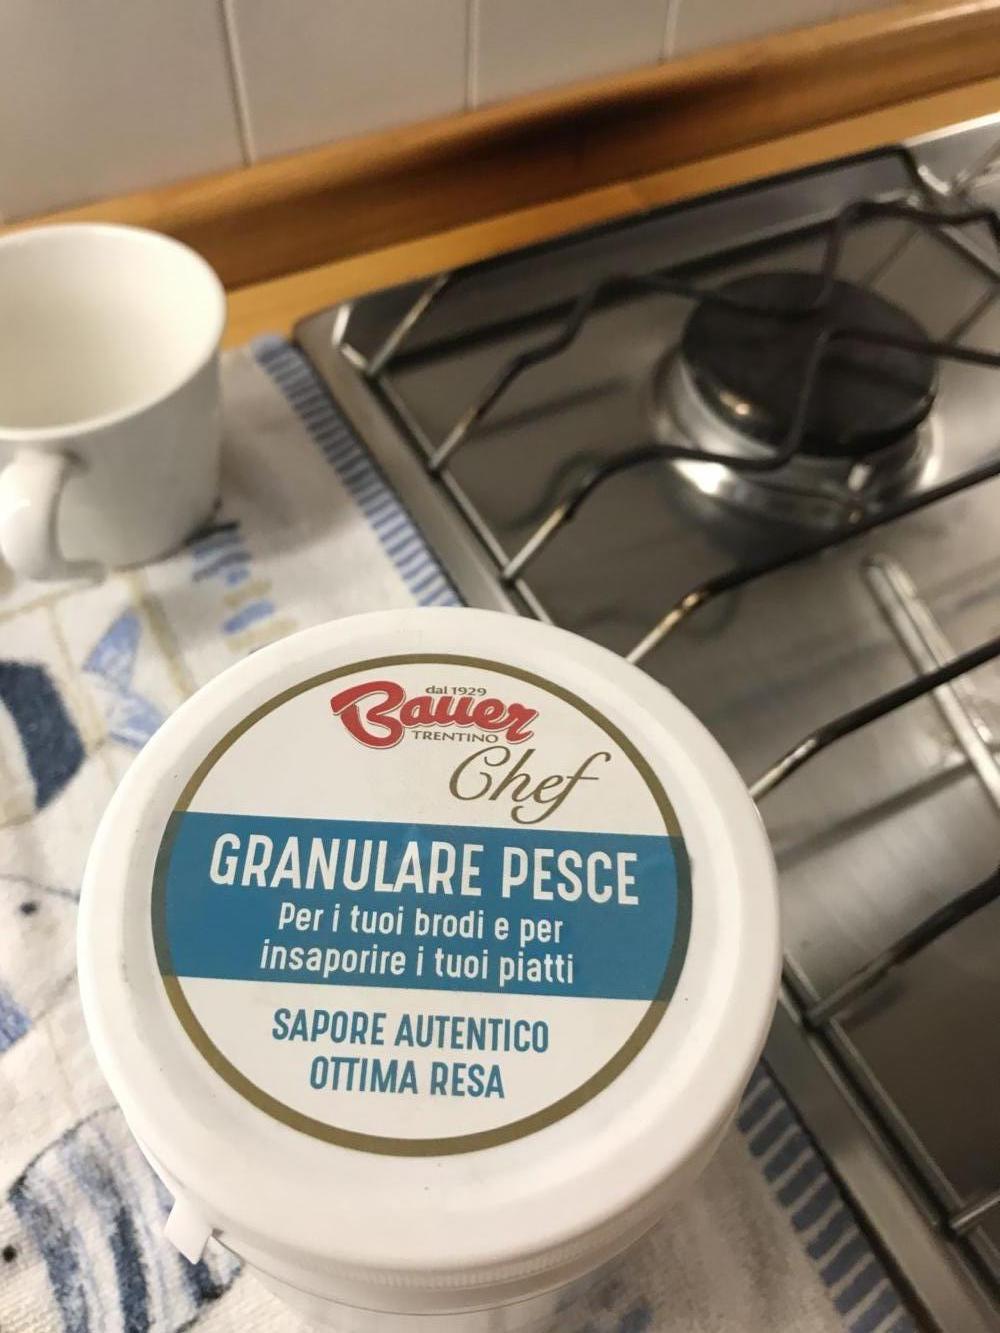 dal 1929
Bauer
TRENTINO
Chef
GRANULARE PESCE
Per i tuoi brodi e per
insaporire i tuoi piatti
SAPORE AUTENTICO
OTTIMA RESA